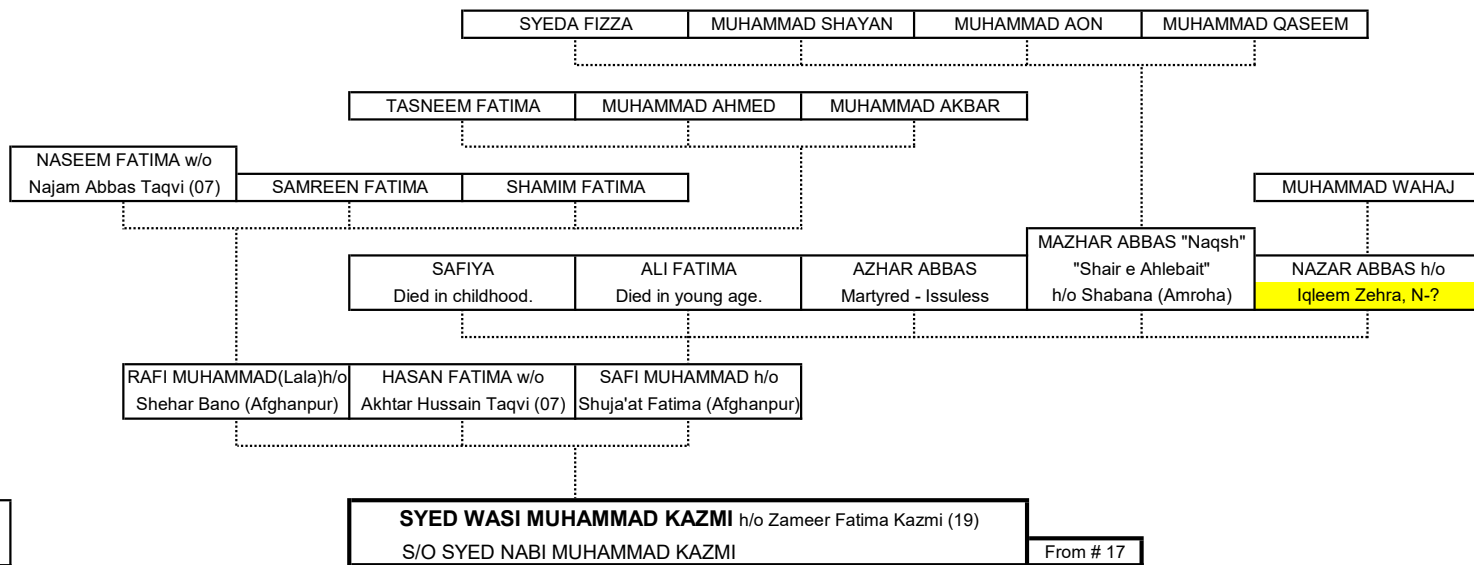 SYEDA FIZZA
MUHAMMAD SHAYAN
MUHAMMAD AON
MUHAMMAD QASEEM
TASNEEM FATIMA
MUHAMMAD AHMED
MUHAMMAD AKBAR
NASEEM FATIMA w/o
Najam Abbas Taqvi (07)
SAMREEN FATIMA
SHAMIM FATIMA
MUHAMMAD WAHAJ
SAFIYA
Died in childhood.
ALI FATIMA
Died in young age.
AZHAR ABBAS
Martyred - Issuless
MAZHAR ABBAS "Naqsh"
"Shair e Ahlebait"
h/o Shabana (Amroha)
NAZAR ABBAS h/o
Iqleem Zehra, N-?
RAFI MUHAMMAD(Lala)h/o
Shehar Bano (Afghanpur)
HASAN FATIMA w/o
Akhtar Hussain Taqvi (07)
SAFI MUHAMMAD h/o
Shuja'at Fatima (Afghanpur)
SYED WASI MUHAMMAD KAZMI h/o Zameer Fatima Kazmi (19)
S/O SYED NABI MUHAMMAD KAZMI
From # 17